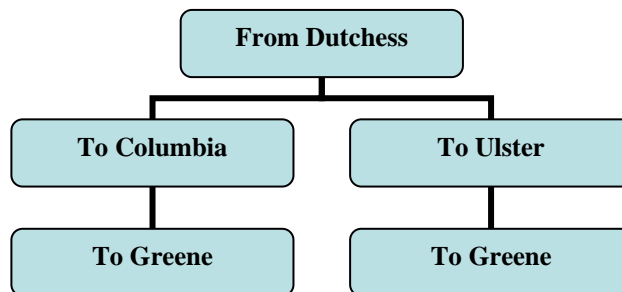 From Dutchess
To Columbia
To Ulster
To Greene
To Greene